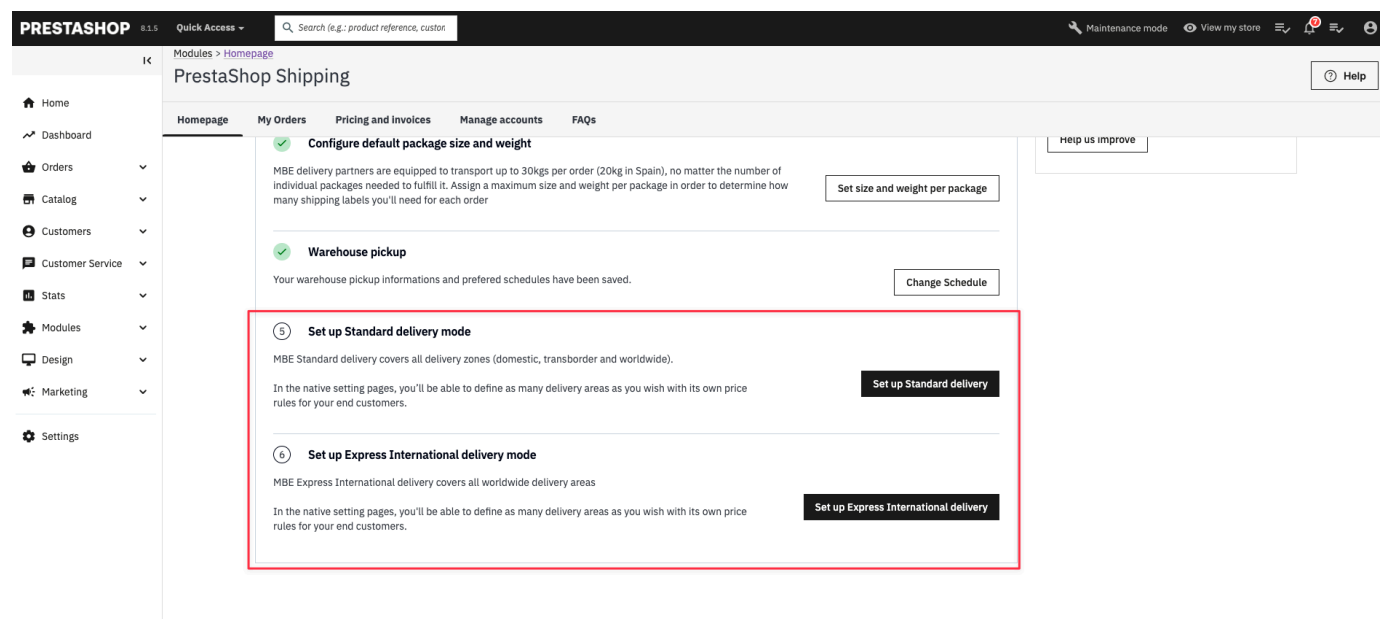 PRESTASHOP 8.1.5 Quick Access Search (e.g.: product reference, custon Maintenance mode View my store 7
Modules > Homepage
PrestaShop Shipping
Help
Home
Dashboard
Orders
Catalog
Customers
Customer Service
Stats
Modules
Design
Marketing
Settings
Homepage My Orders Pricing and invoices Manage accounts FAQs
Configure default package size and weight
MBE delivery partners are equipped to transport up to 30kgs per order (20kg in Spain), no matter the number of
individual packages needed to fulfill it. Assign a maximum size and weight per package in order to determine how
many shipping labels you'll need for each order
Set size and weight per package
Help us improve
Warehouse pickup
Your warehouse pickup informations and prefered schedules have been saved.
Change Schedule
5 Set up Standard delivery mode
MBE Standard delivery covers all delivery zones (domestic, transborder and worldwide).
In the native setting pages, you'll be able to define as many delivery areas as you wish with its own price
rules for your end customers.
Set up Standard delivery
6 Set up Express International delivery mode
MBE Express International delivery covers all worldwide delivery areas
In the native setting pages, you'll be able to define as many delivery areas as you wish with its own price
rules for your end customers.
Set up Express International delivery